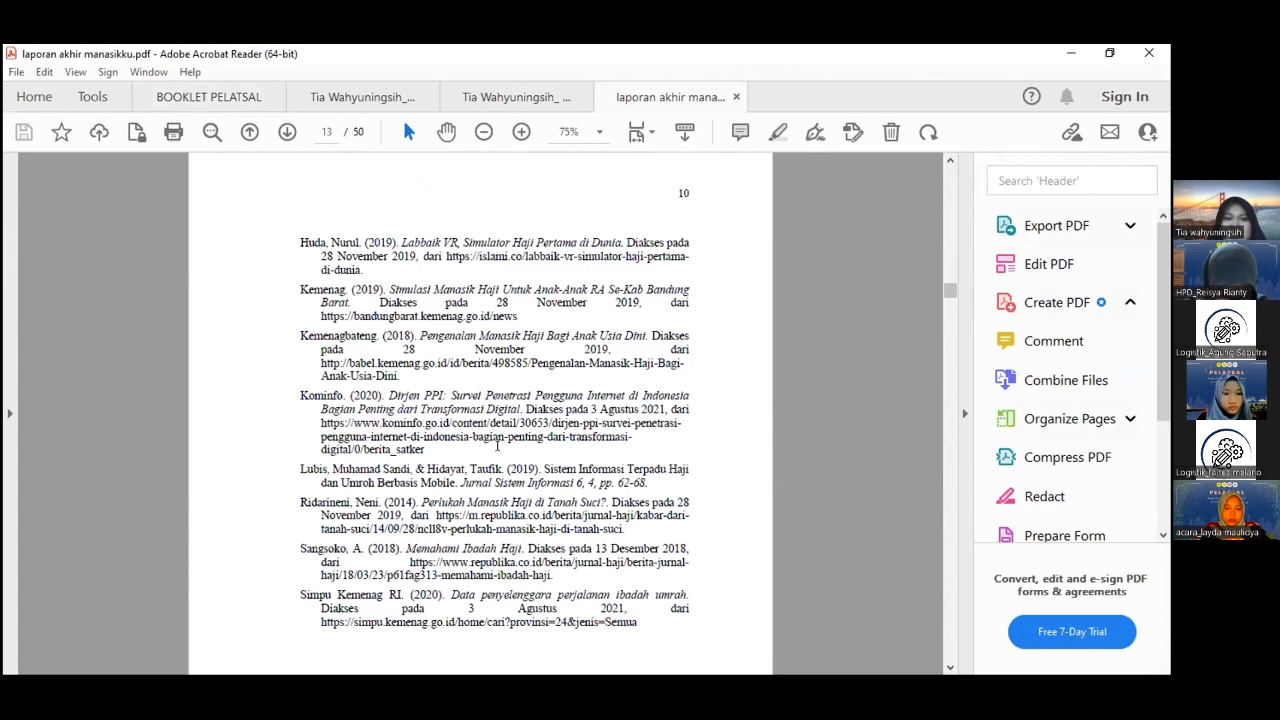 laporan akhir manasikku.pdf - Adobe Acrobat Reader (64-bit)
File Edit View Sign Window Help
Home Tools BOOKLET PELATSAL Tia Wahyuningsih_... Tia Wahyuningsih_ ... laporan akhir mana... Sign In
13 / 50 75%
10
Huda, Nurul. (2019). Labbaik VR, Simulator Haji Pertama di Dunia. Diakses pada
28 November 2019, dari https://islami.co/labbaik-vr-simulator-haji-pertama-
di-dunia.
Kemenag. (2019). Simulasi Manasik Haji Untuk Anak-Anak RA Se-Kab Bandung
Barat. Diakses pada 28 November 2019, dari
https://bandungbarat.kemenag.go.id/news
Kemenagbateng. (2018). Pengenalan Manasik Haji Bagi Anak Usia Dini. Diakses
pada 28 November 2019, dari
http://babel.kemenag.go.id/id/berita/498585/Pengenalan-Manasik-Haji-Bagi-
Anak-Usia-Dini.
Kominfo. (2020). Dirjen PPI: Survei Penetrasi Pengguna Internet di Indonesia
Bagian Penting dari Transformasi Digital. Diakses pada 3 Agustus 2021, dari
https://www.kominfo.go.id/content/detail/30653/dirjen-ppi-survei-penetrasi-
pengguna-internet-di-indonesia-bagian-penting-dari-transformasi-
digital/0/berita_satker
Lubis, Muhamad Sandi, & Hidayat, Taufik. (2019). Sistem Informasi Terpadu Haji
dan Umroh Berbasis Mobile. Jurnal Sistem Informasi 6, 4, pp. 62-68.
Ridarineni, Neni. (2014). Perlukah Manasik Haji di Tanah Suci?. Diakses pada 28
November 2019, dari https://m.republika.co.id/berita/jurnal-haji/kabar-dari-
tanah-suci/14/09/28/ncll8v-perlukah-manasik-haji-di-tanah-suci.
Sangsoko, A. (2018). Memahami Ibadah Haji. Diakses pada 13 Desember 2018,
dari https://www.republika.co.id/berita/jurnal-haji/berita-jurnal-
haji/18/03/23/p61fag313-memahami-ibadah-haji.
Simpu Kemenag RI. (2020). Data penyelenggara perjalanan ibadah umrah.
Diakses pada 3 Agustus 2021, dari
https://simpu.kemenag.go.id/home/cari?provinsi=24&jenis=Semua
Search 'Header'
Export PDF
Edit PDF
Create PDF
Comment
Combine Files
Organize Pages
Compress PDF
Redact
Prepare Form
Convert, edit and e-sign PDF
forms & agreements
Free 7-Day Trial
Tia wahyuningsih
HPD_Reisya Rianty
Logistik_Agung Saputra
PELATSAL
Logistik_fairez melano
acara_layda maulidya